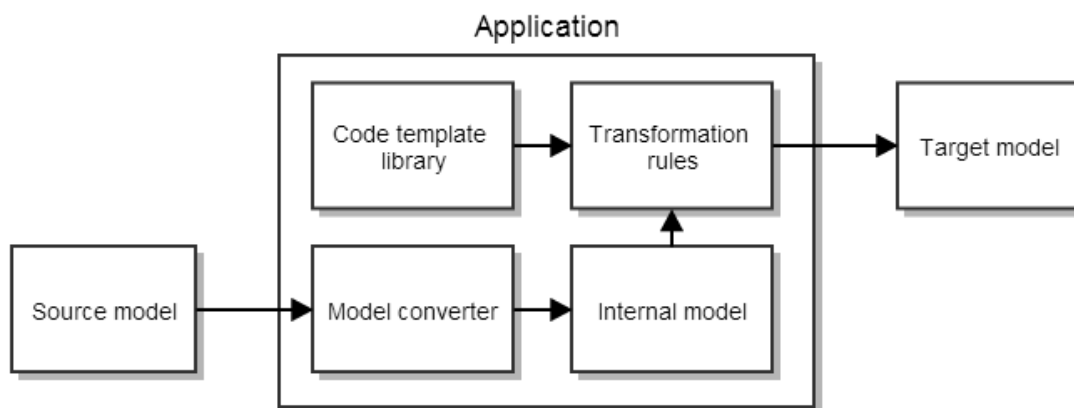 Application
Code template
library
Transformation
rules
Target model
Source model
Model converter
Internal model